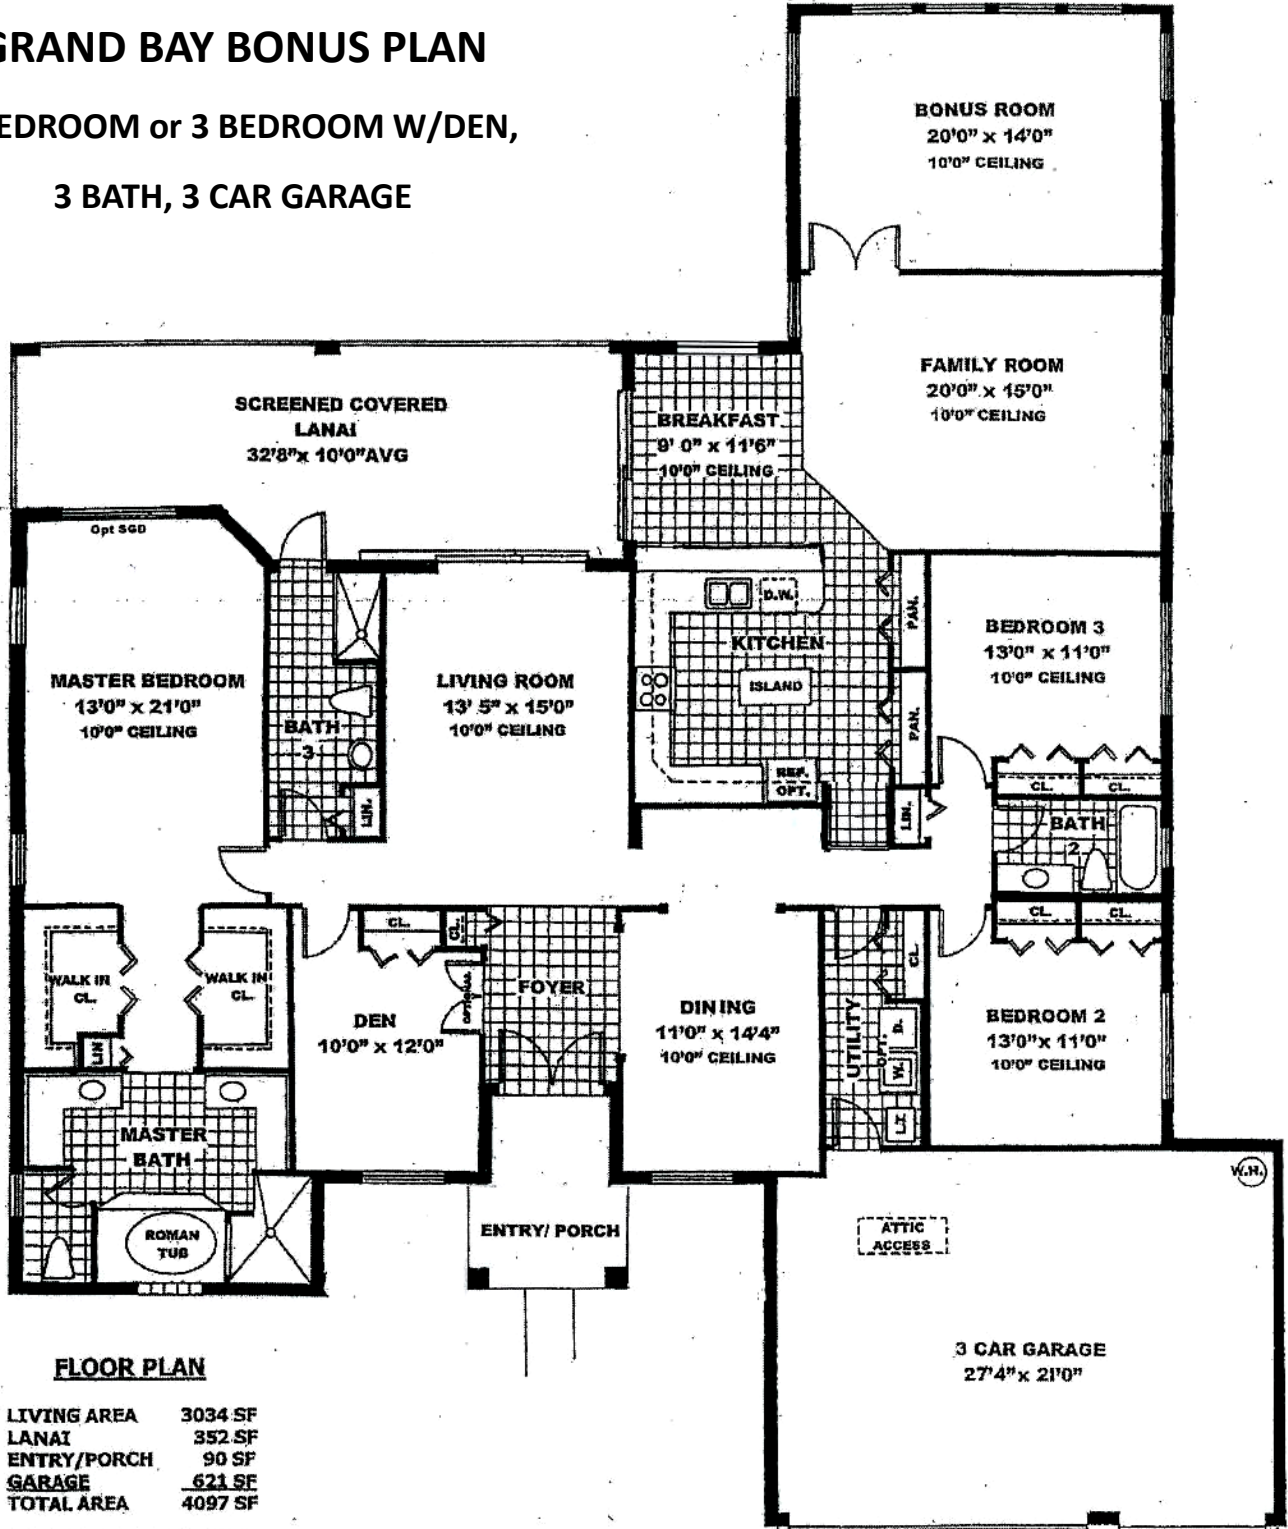 GRAND BAY BONUS PLAN
EDROOM or 3 BEDROOM W/DEN,
3 BATH, 3 CAR GARAGE
BONUS ROOM
20'0" x 14'0"
10'0" CEILING
FAMILY ROOM
20'0" x 15'0"
10'0" CEILING
SCREENED COVERED
LANAI
32'8"x 10'0"AVG
BREAKFAST
9' 0" x 11'6"
10'0" CEILING
Opt SGD
D.W.
KITCHEN
ISLAND
PAN.
PAN.
REF.
OPT.
LIN.
BEDROOM 3
13'0" x 11'0"
10'0" CEILING
MASTER BEDROOM
13'0" x 21'0"
10'0" CEILING
BATH
3
LIN.
LIVING ROOM
13' 5" x 15'0"
10'0" CEILING
CL.
CL.
BATH
2
CL.
CL.
WALK IN
CL.
WALK IN
CL.
LIN
CL.
CL.
OPTIONAL
FOYER
DEN
10'0" x 12'0"
DINING
11'0" x 14'4"
10'0" CEILING
CL.
UTILITY
OPT.
D.
W.
L.T.
BEDROOM 2
13'0"x 11'0"
10'0" CEILING
MASTER
BATH
ROMAN
TUB
ENTRY/ PORCH
W.H.
ATTIC
ACCESS
3 CAR GARAGE
27'4"x 21'0"
FLOOR PLAN
LIVING AREA 3034 SF
LANAI 352 SF
ENTRY/PORCH 90 SF
GARAGE 621 SF
TOTAL AREA 4097 SF